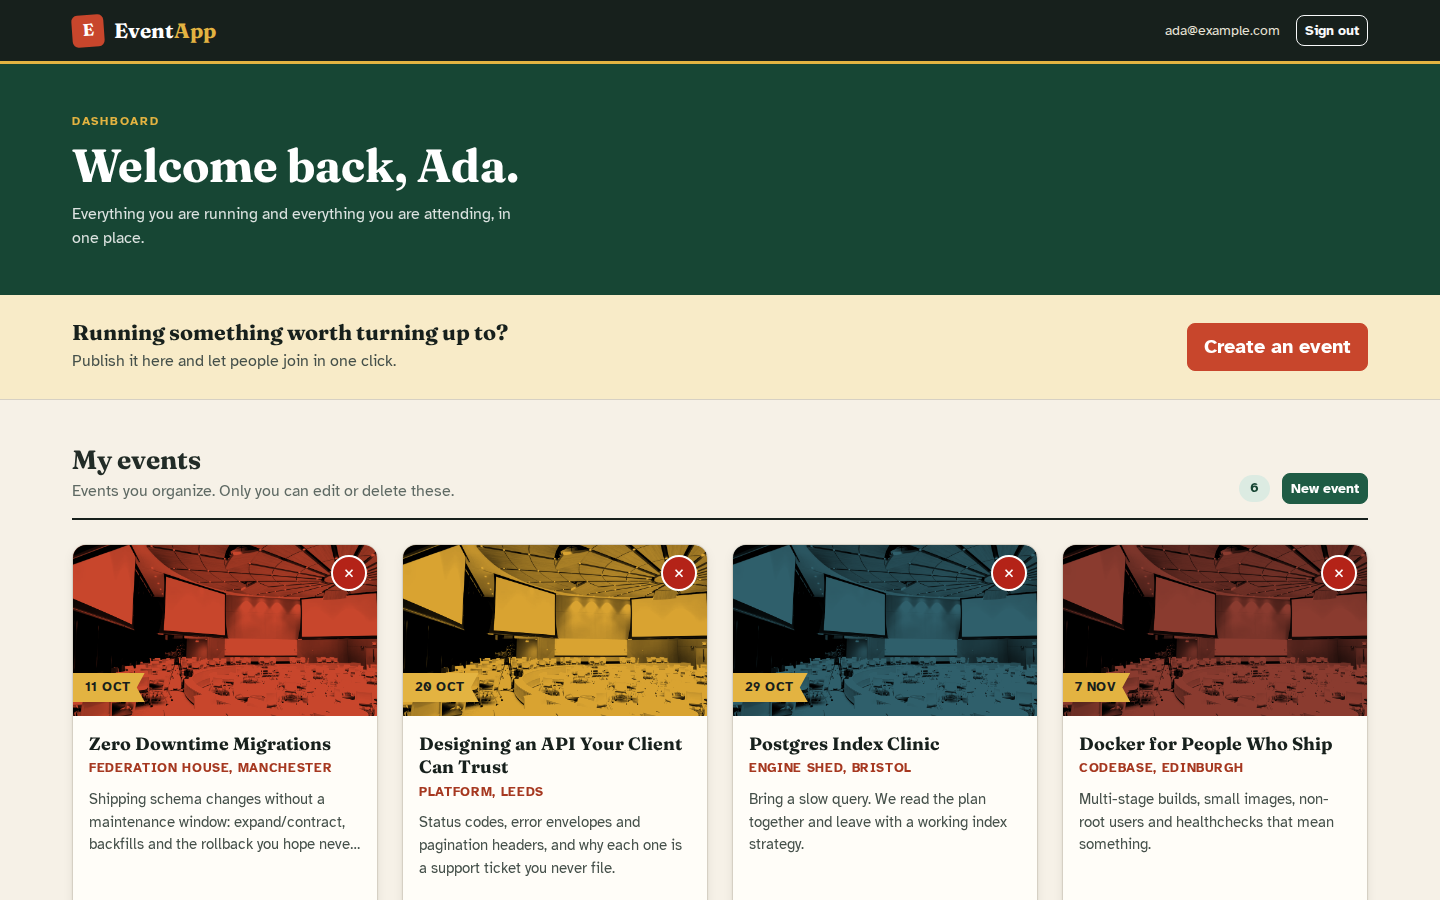 E EventApp
ada@example.com
Sign out
DASHBOARD
Welcome back, Ada.
Everything you are running and everything you are attending, in
one place.
Running something worth turning up to?
Publish it here and let people join in one click.
Create an event
My events
Events you organize. Only you can edit or delete these.
6
New event
×
11 OCT
Zero Downtime Migrations
FEDERATION HOUSE, MANCHESTER
Shipping schema changes without a
maintenance window: expand/contract,
backfills and the rollback you hope neve…
×
20 OCT
Designing an API Your Client
Can Trust
PLATFORM, LEEDS
Status codes, error envelopes and
pagination headers, and why each one is
a support ticket you never file.
×
29 OCT
Postgres Index Clinic
ENGINE SHED, BRISTOL
Bring a slow query. We read the plan
together and leave with a working index
strategy.
×
7 NOV
Docker for People Who Ship
CODEBASE, EDINBURGH
Multi-stage builds, small images, non-
root users and healthchecks that mean
something.